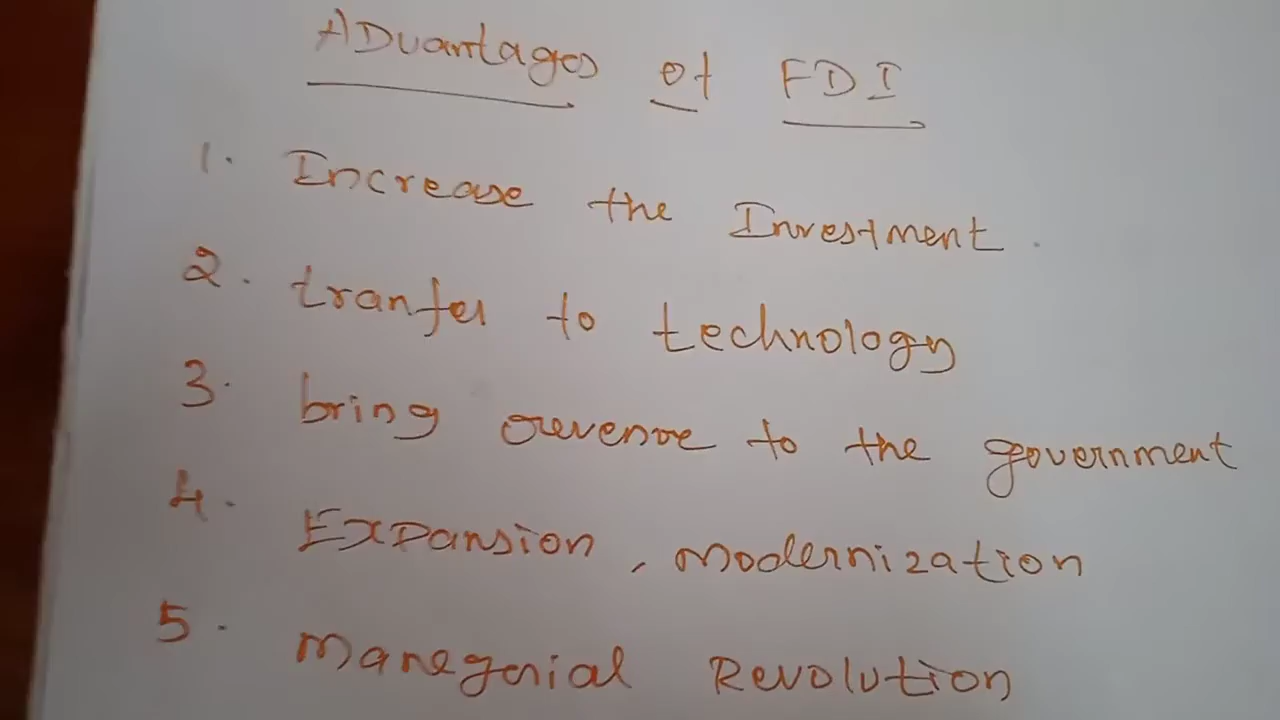 ADvantages of FDI
1. Increase the Investment.
2. tranfer to technology
3. bring revenue to the government
4. Expansion, modernization
5. manegerial Revolution